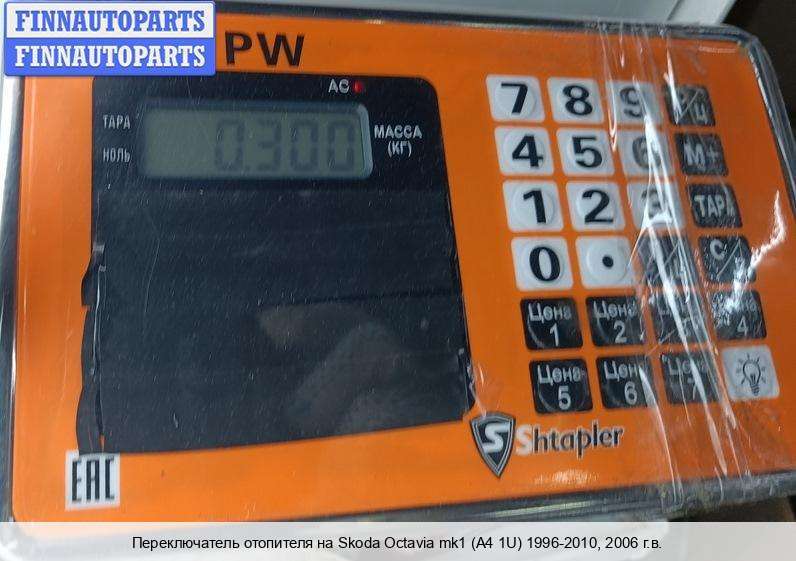 FINNAUTOPARTS
FINNAUTOPARTS
PW
AC
ТАРА
НОЛЬ
0.300
МАССА
(КГ)
7 8 9
4 5 6 M+
1 2 3 ТАРА
0 . C
Цена 1
Цена 2
4
Цена 5
Цена 6
Цена 7
S Shtapler
EAC
Переключатель отопителя на Skoda Octavia mk1 (A4 1U) 1996-2010, 2006 г.в.